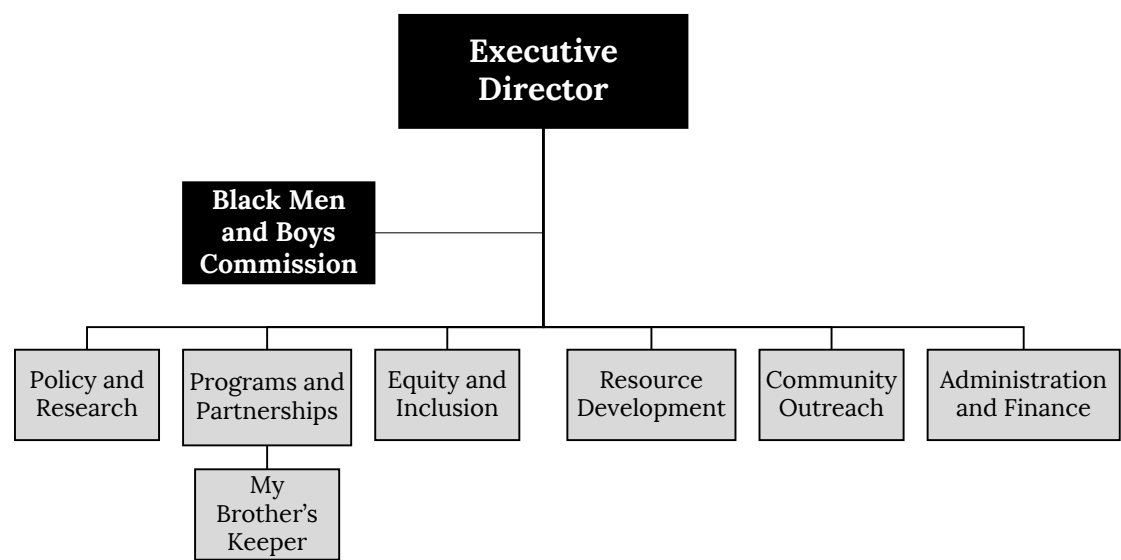 Executive
Director
Black Men
and Boys
Commission
Policy and
Research
Programs and
Partnerships
Equity and
Inclusion
Resource
Development
Community
Outreach
Administration
and Finance
My
Brother’s
Keeper